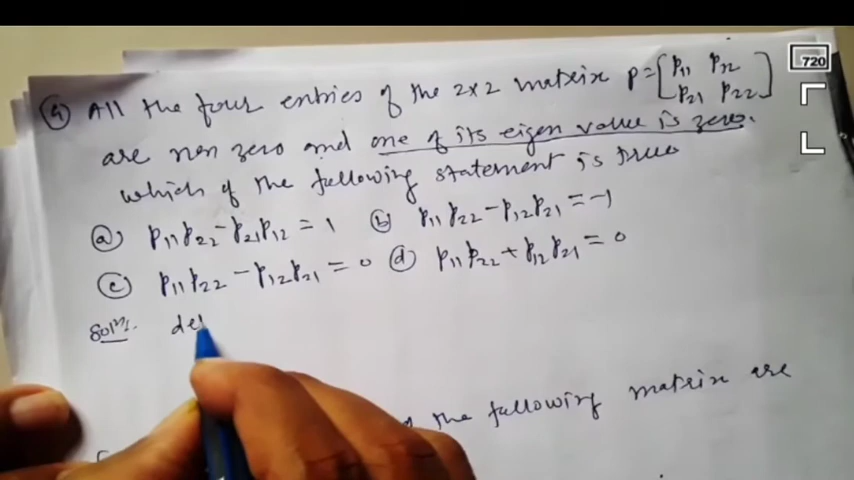 ④ All the four entries of the 2×2 matrix P = [P11 P12
P21 P22]
are non zero and one of its eigen value is zero.
which of the following statement is true
ⓐ P11P22 - P21P12 = 1 ⓑ P11P22 - P12P21 = -1
ⓒ P11P22 - P12P21 = 0 ⓓ P11P22 + P12P21 = 0
Solⁿ: de
the following matrix are
720